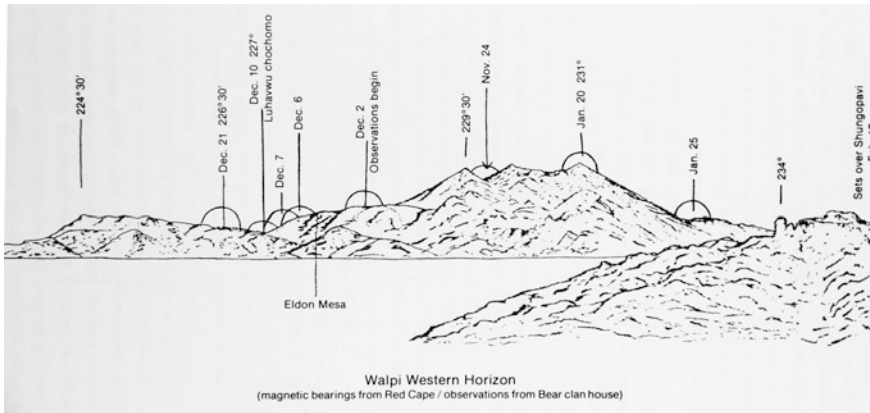 224°30'
Dec. 21 226°30'
Dec. 10 227°
Luhavwu chochomo
Dec. 7
Dec. 6
Dec. 2
Observations begin
229°30'
Nov. 24
Jan. 20 231°
Jan. 25
234°
Sets over Shungopavi
Eldon Mesa
Walpi Western Horizon
(magnetic bearings from Red Cape / observations from Bear clan house)